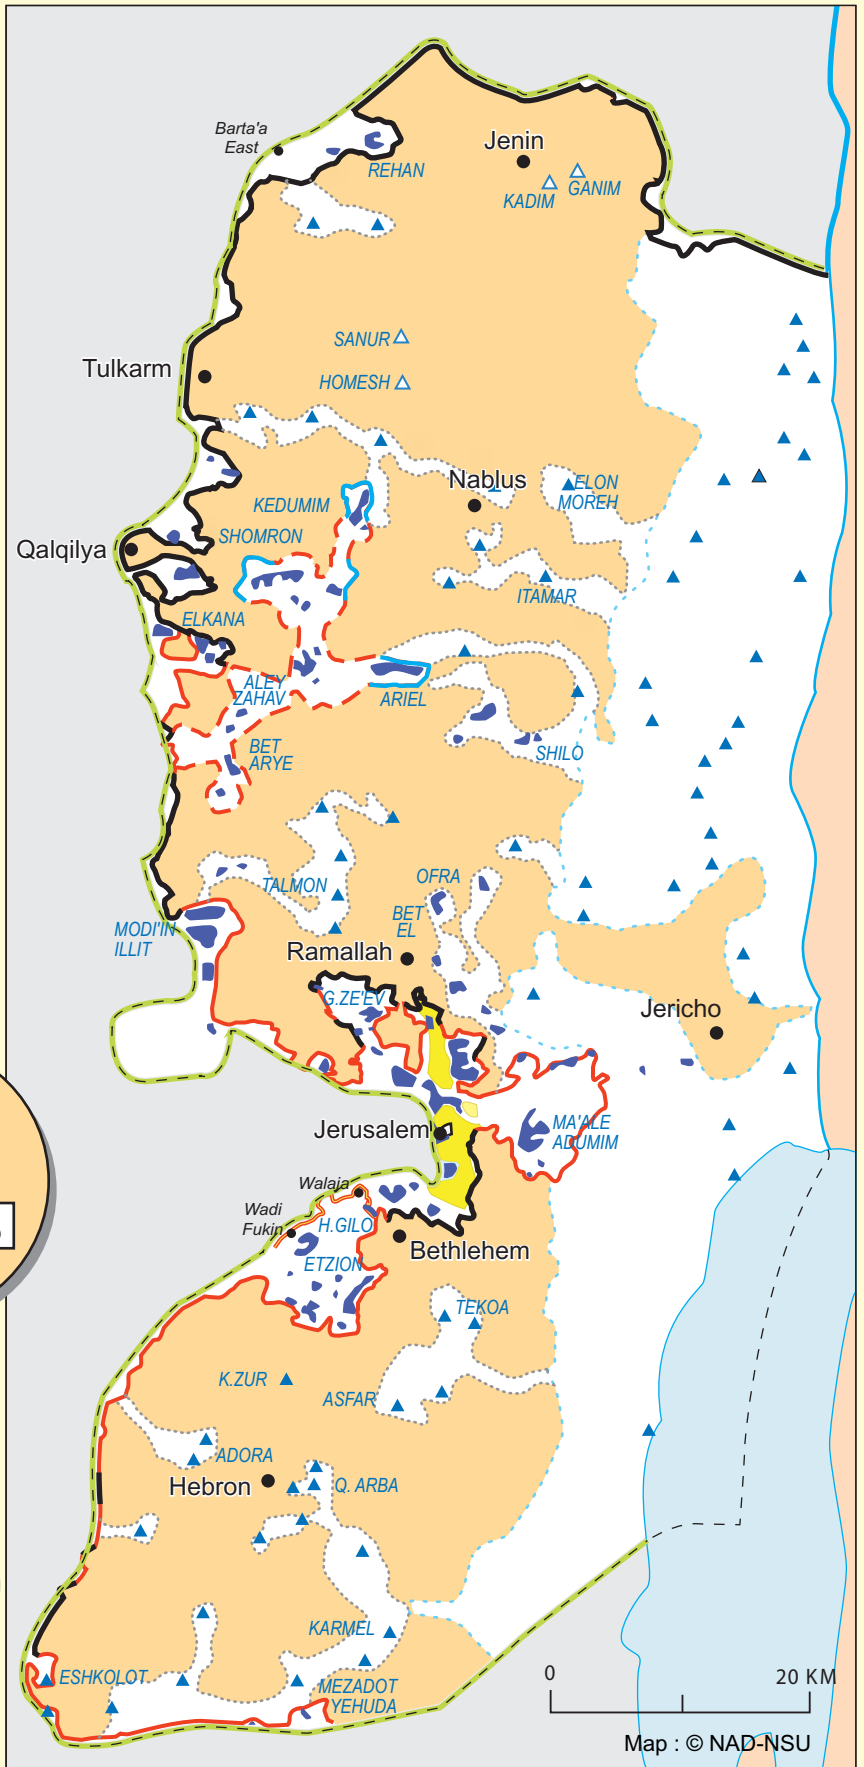 Barta'a
East
REHAN
Jenin
KADIM
GANIM
SANUR
Tulkarm
HOMESH
Nablus
ELON
MOREH
KEDUMIM
SHOMRON
Qalqilya
ITAMAR
ELKANA
ALEY
ZAHAV
ARIEL
BET
ARYE
SHILO
OFRA
TALMON
BET
EL
MODI'IN
ILLIT
Ramallah
G.ZE'EV
Jericho
Jerusalem
MA'ALE
ADUMIM
Walaja
Wadi
Fukin
H.GILO
Bethlehem
ETZION
TEKOA
K.ZUR
ASFAR
ADORA
Hebron
Q. ARBA
KARMEL
ESHKOLOT
MEZADOT
YEHUDA
0
20 KM
Map : © NAD-NSU